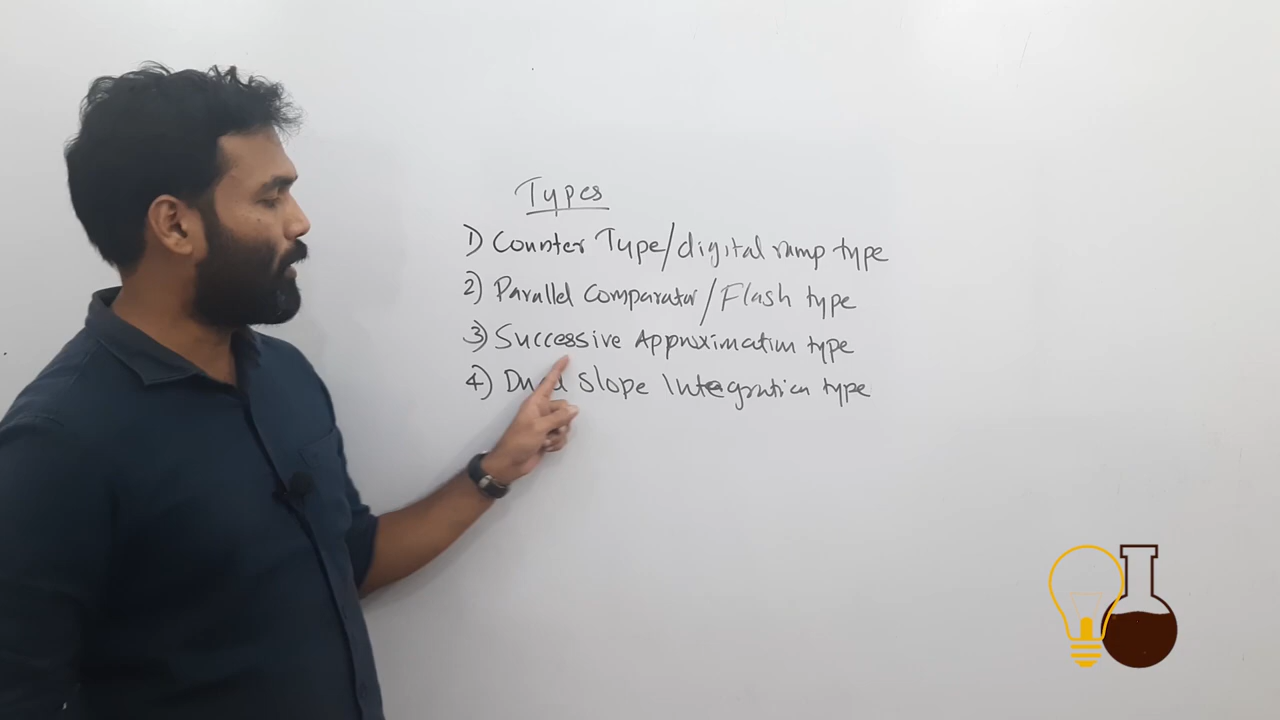 Types
1) Counter Type/digital ramp type
2) Parallel Comparator/Flash type
3) Successive Approximation type
4) Dual Slope Integration type